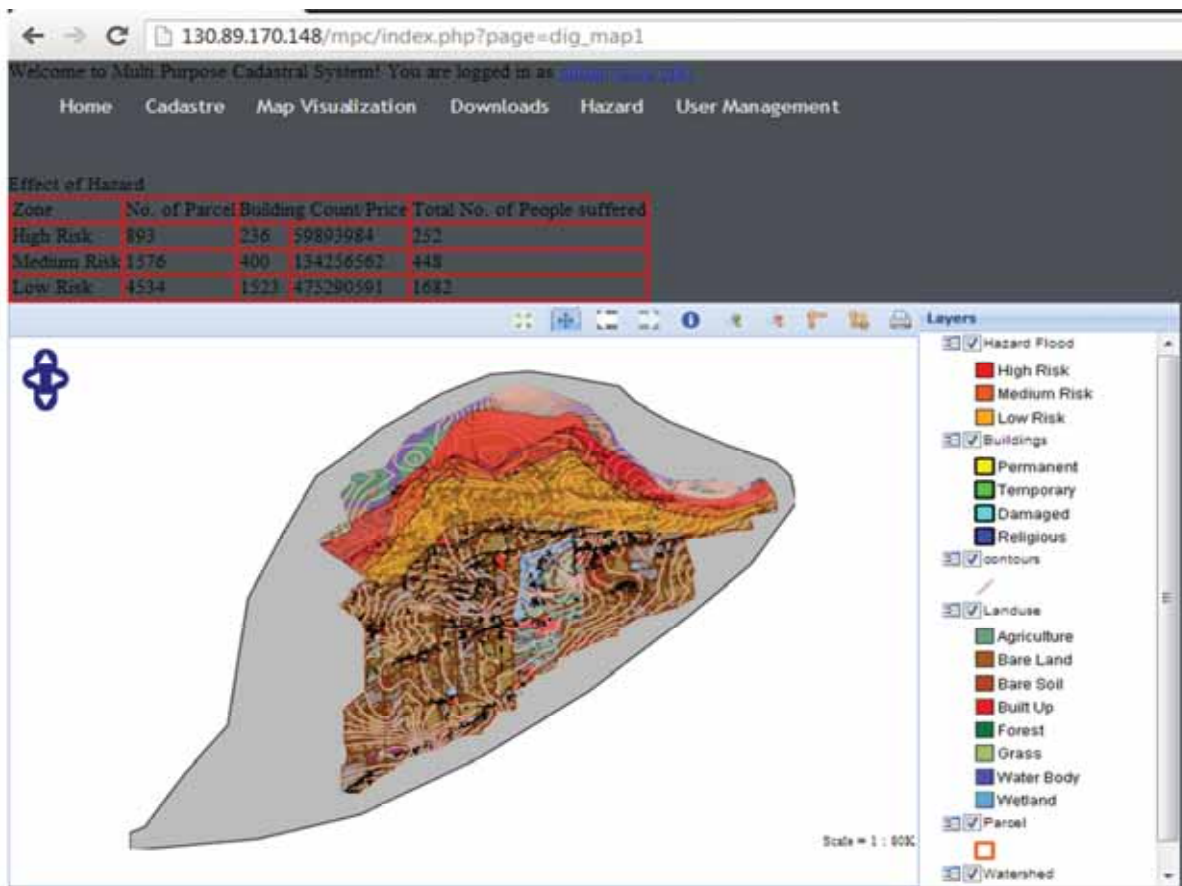 130.89.170.148/mpc/index.php?page=dig_map1
Welcome to Multi Purpose Cadastral System! You are logged in as
Home Cadastre Map Visualization Downloads Hazard User Management
Effect of Hazard
Zone No. of Parcel Building Count/Price Total No. of People suffered
High Risk 893 236 59893984 252
Medium Risk 1576 400 134256562 448
Low Risk 4534 1523 475290591 1682
Layers
Hazard Flood
High Risk
Medium Risk
Low Risk
Buildings
Permanent
Temporary
Damaged
Religious
contours
Landuse
Agriculture
Bare Land
Bare Soil
Built Up
Forest
Grass
Water Body
Wetland
Parcel
Watershed
Scale = 1 : 80K